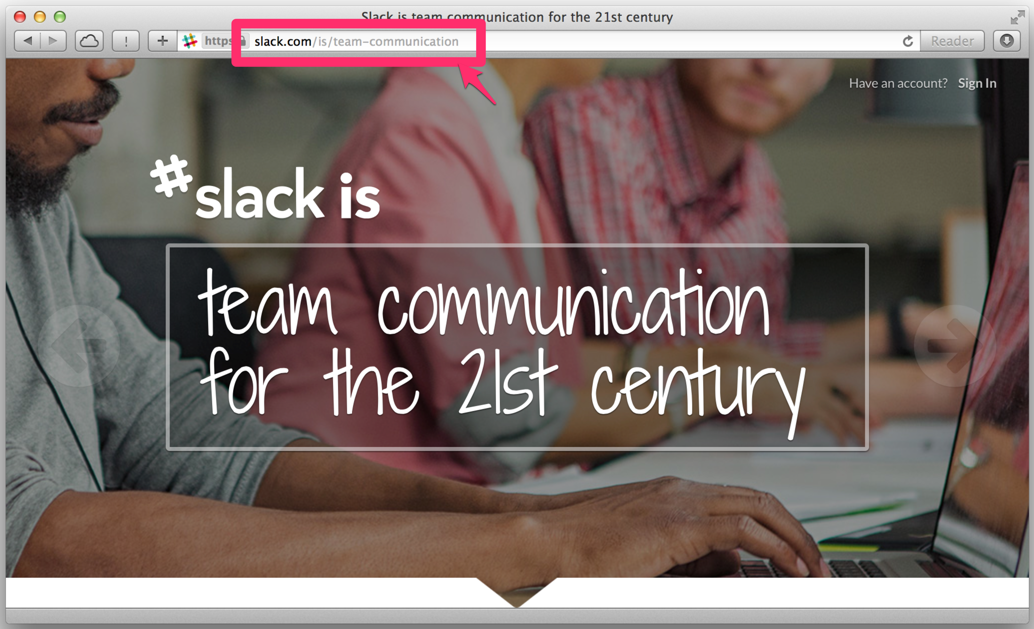 Slack is team communication for the 21st century
https slack.com/is/team-communication
Reader
Have an account? Sign In
#slack is
team communication
for the 21st century